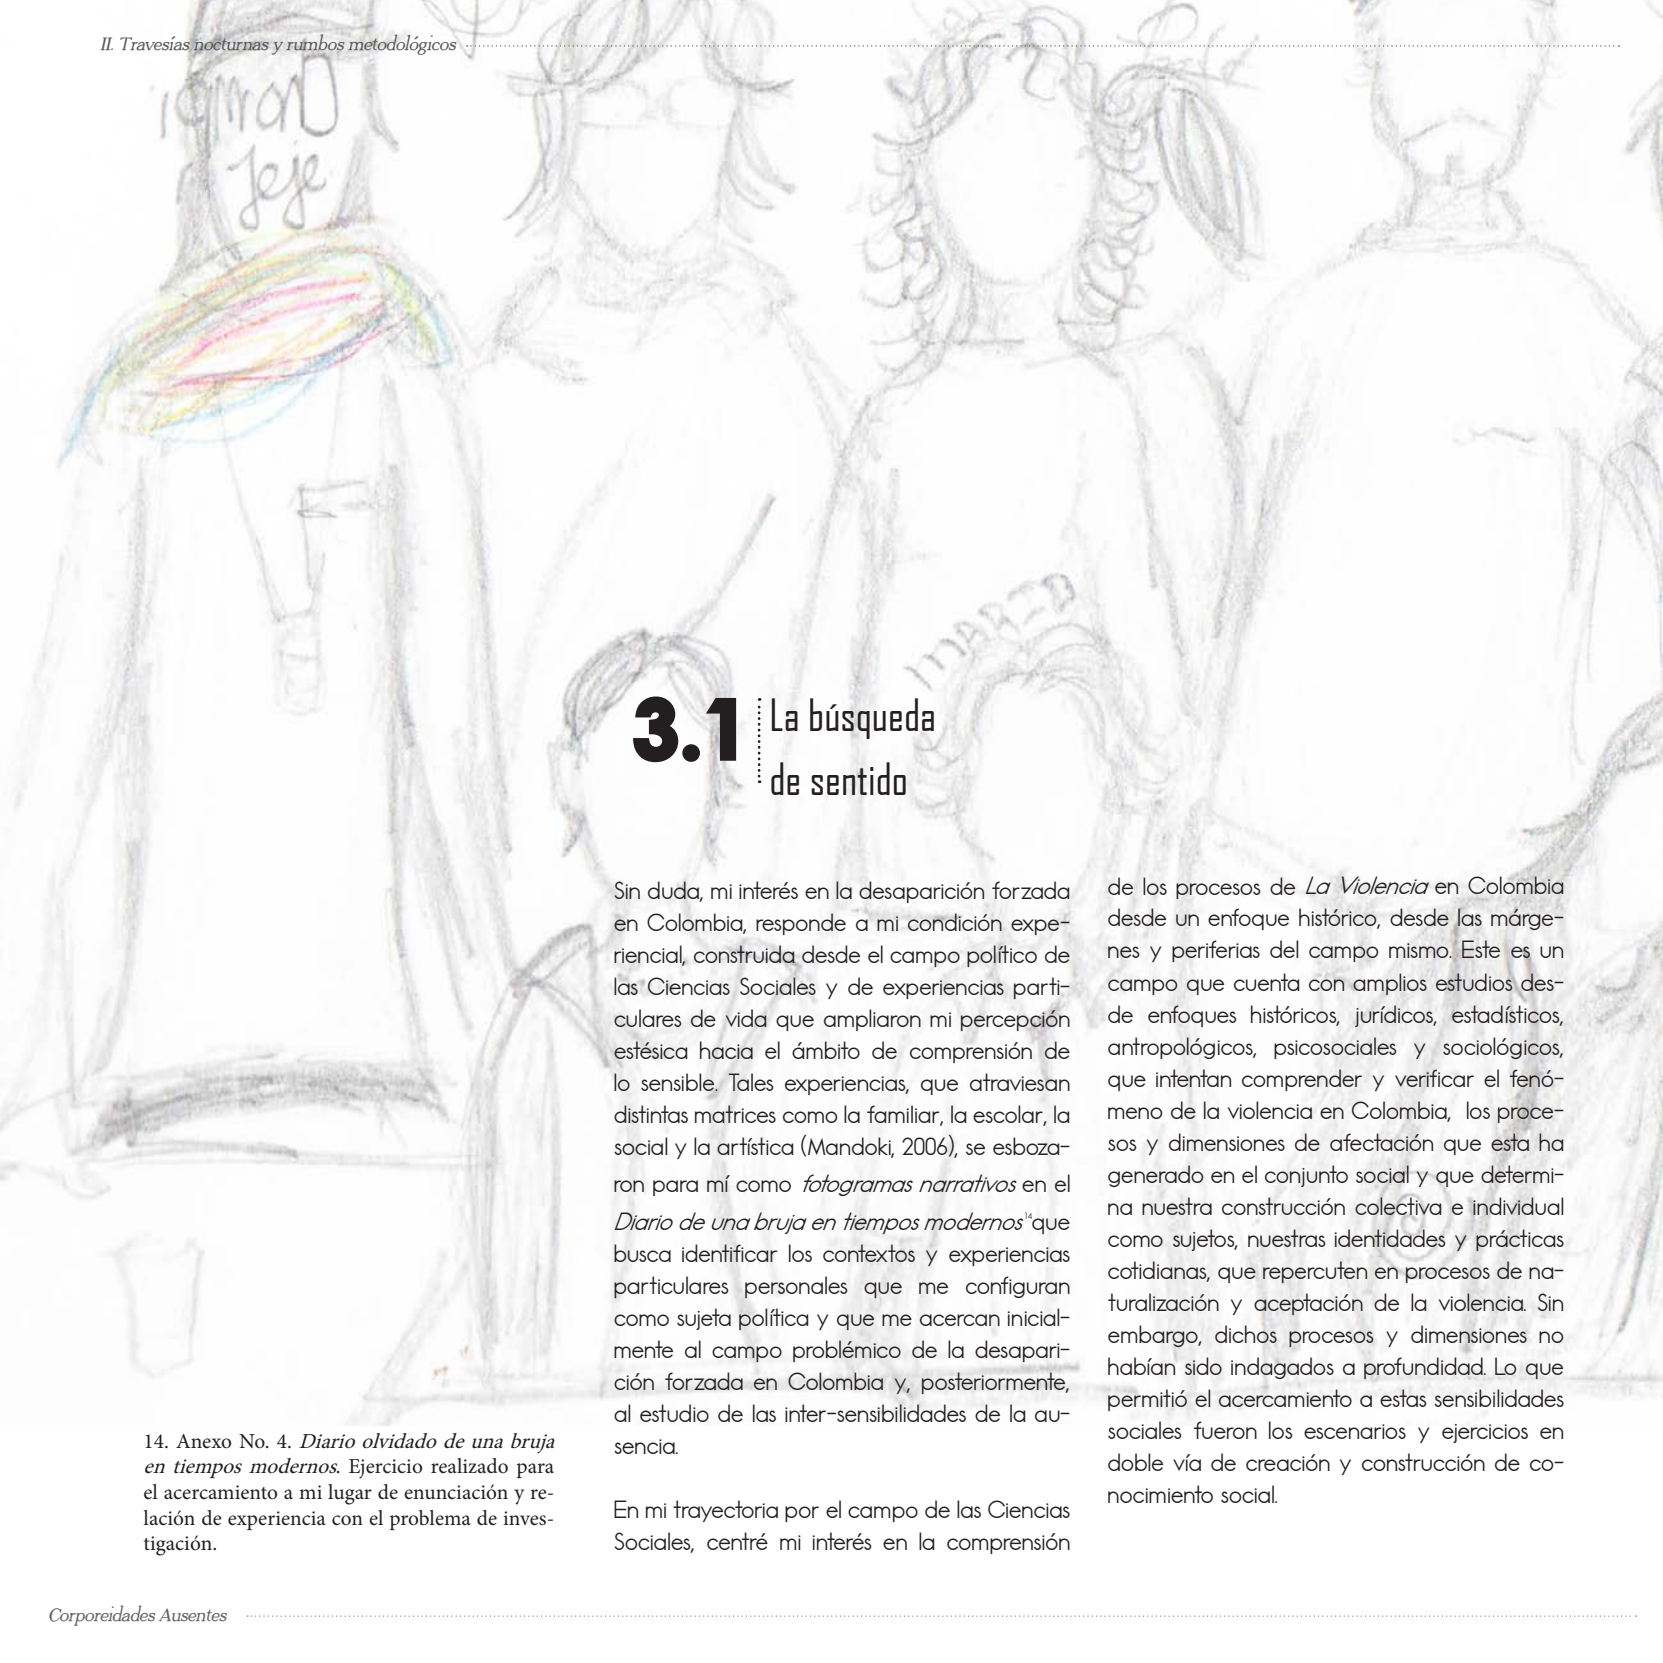 II. Travesías nocturnas y rumbos metodológicos
Jeje
MARZO
3.1
La búsqueda
de sentido
Sin duda, mi interés en la desaparición forzada
en Colombia, responde a mi condición expe-
riencial, construida desde el campo político de
las Ciencias Sociales y de experiencias parti-
culares de vida que ampliaron mi percepción
estésica hacia el ámbito de comprensión de
lo sensible. Tales experiencias, que atraviesan
distintas matrices como la familiar, la escolar, la
social y la artística (Mandoki, 2006), se esboza-
ron para mí como fotogramas narrativos en el
Diario de una bruja en tiempos modernos14 que
busca identificar los contextos y experiencias
particulares personales que me configuran
como sujeta política y que me acercan inicial-
mente al campo problémico de la desapari-
ción forzada en Colombia y, posteriormente,
al estudio de las inter-sensibilidades de la au-
sencia.
En mi trayectoria por el campo de las Ciencias
Sociales, centré mi interés en la comprensión
de los procesos de La Violencia en Colombia
desde un enfoque histórico, desde las márge-
nes y periferias del campo mismo. Este es un
campo que cuenta con amplios estudios des-
de enfoques históricos, jurídicos, estadísticos,
antropológicos, psicosociales y sociológicos,
que intentan comprender y verificar el fenó-
meno de la violencia en Colombia, los proce-
sos y dimensiones de afectación que esta ha
generado en el conjunto social y que determi-
na nuestra construcción colectiva e individual
como sujetos, nuestras identidades y prácticas
cotidianas, que repercuten en procesos de na-
turalización y aceptación de la violencia. Sin
embargo, dichos procesos y dimensiones no
habían sido indagados a profundidad. Lo que
permitió el acercamiento a estas sensibilidades
sociales fueron los escenarios y ejercicios en
doble vía de creación y construcción de co-
nocimiento social.
14. Anexo No. 4. Diario olvidado de una bruja
en tiempos modernos. Ejercicio realizado para
el acercamiento a mi lugar de enunciación y re-
lación de experiencia con el problema de inves-
tigación.
Corporeidades Ausentes